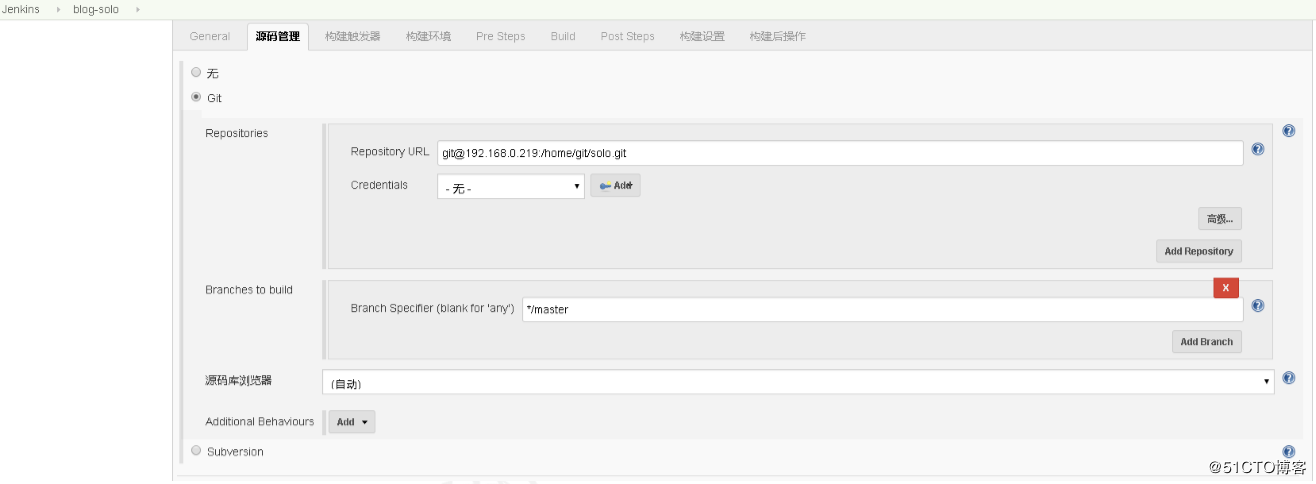 Jenkins blog-solo
General 源码管理 构建触发器 构建环境 Pre Steps Build Post Steps 构建设置 构建后操作
无
Git
Repositories
Repository URL git@192.168.0.219:/home/git/solo.git
Credentials - 无 - Add
高级...
Add Repository
Branches to build
X
Branch Specifier (blank for 'any') */master
Add Branch
源码库浏览器 (自动)
Additional Behaviours Add
Subversion
@51CTO博客